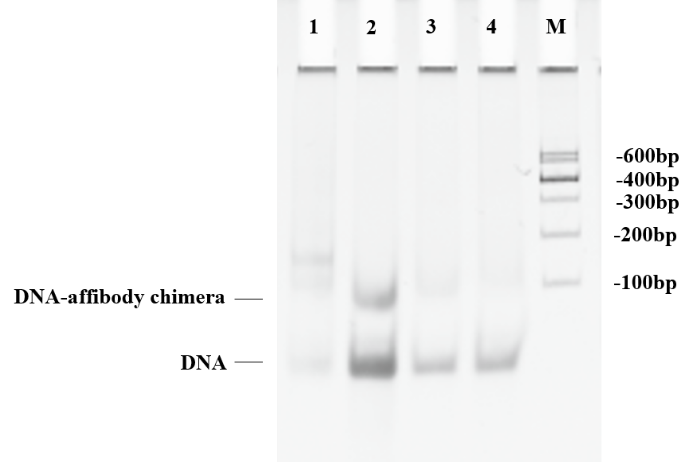 1 2 3 4 M
-600bp
-400bp
-300bp
-200bp
-100bp
DNA-affibody chimera
DNA